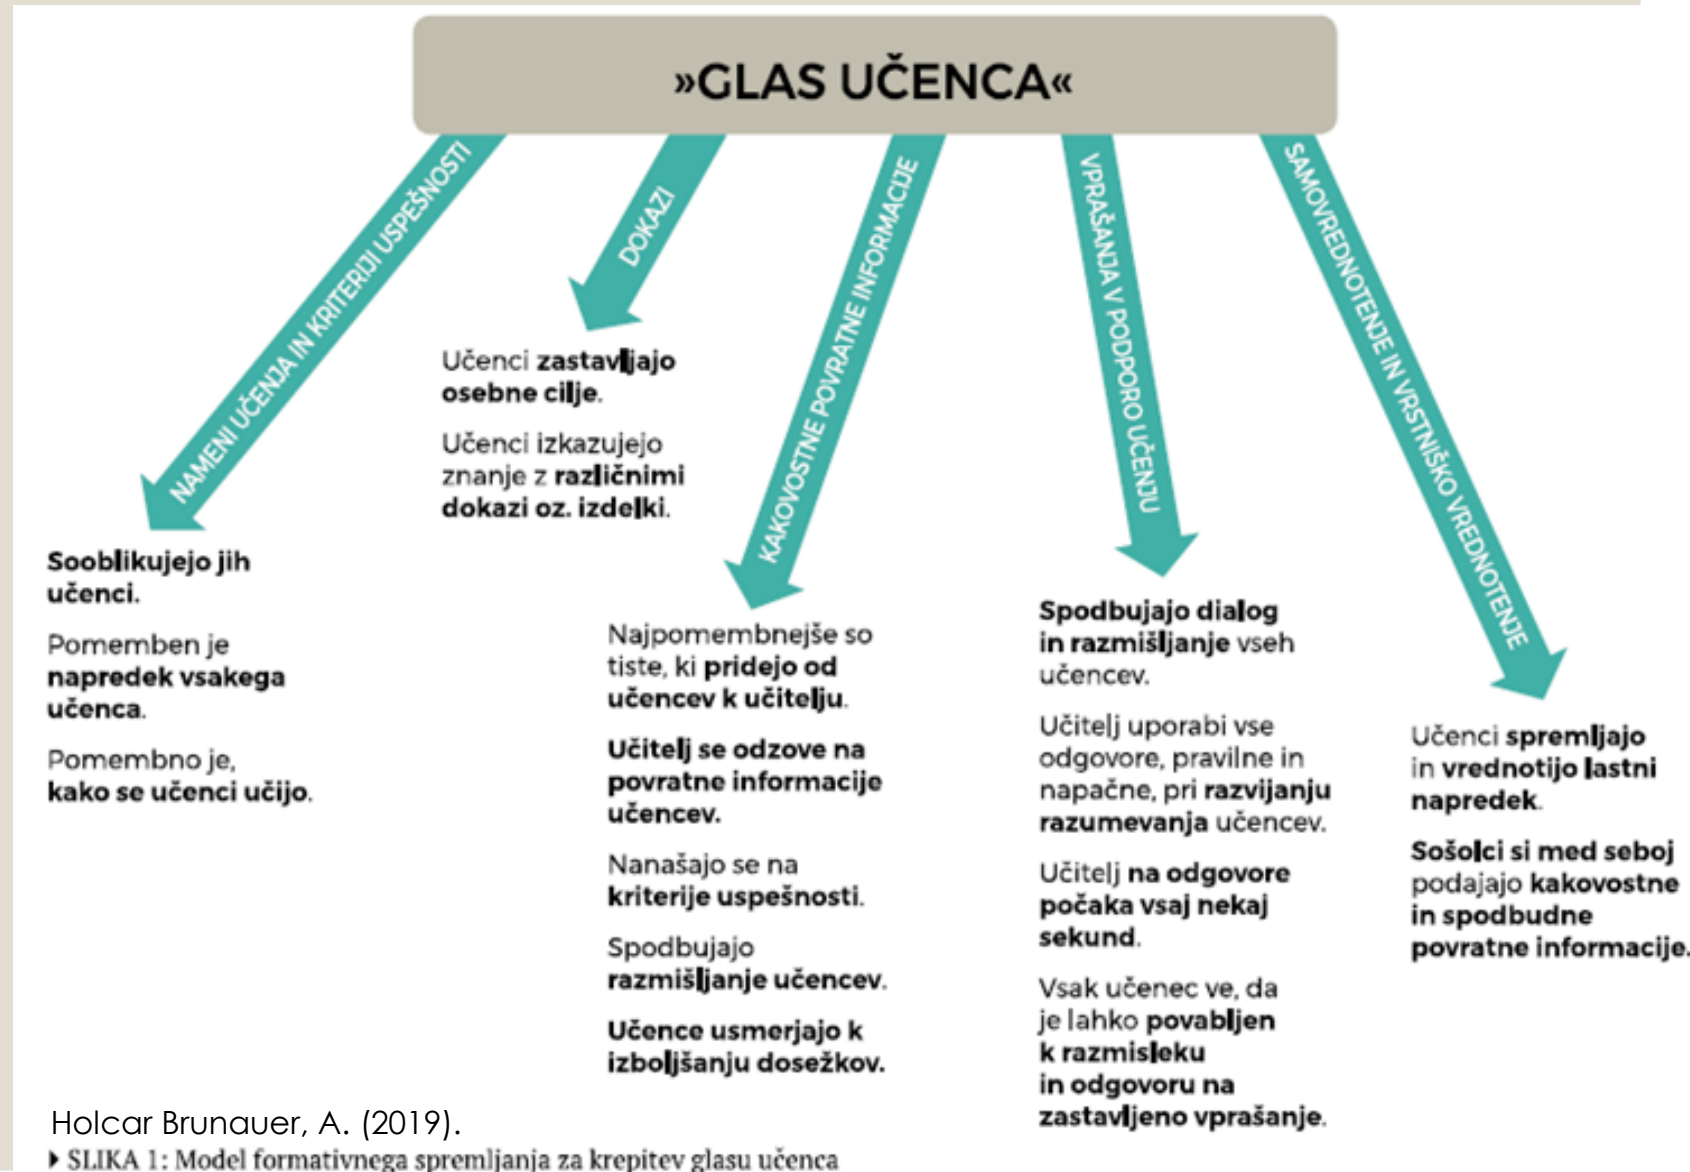 »GLAS UČENCA«
NAMENI UČENJA IN KRITERIJI USPEŠNOSTI
Sooblikujejo jih
učenci.
Pomemben je
napredek vsakega
učenca.
Pomembno je,
kako se učenci učijo.
DOKAZI
Učenci zastavljajo
osebne cilje.
Učenci izkazujejo
znanje z različnimi
dokazi oz. izdelki.
KAKOVOSTNE POVRATNE INFORMACIJE
Najpomembnejše so
tiste, ki pridejo od
učencev k učitelju.
Učitelj se odzove na
povratne informacije
učencev.
Nanašajo se na
kriterije uspešnosti.
Spodbujajo
razmišljanje učencev.
Učence usmerjajo k
izboljšanju dosežkov.
VPRAŠANJA V PODPORO UČENJU
Spodbujajo dialog
in razmišljanje vseh
učencev.
Učitelj uporabi vse
odgovore, pravilne in
napačne, pri razvijanju
razumevanja učencev.
Učitelj na odgovore
počaka vsaj nekaj
sekund.
Vsak učenec ve, da
je lahko povabljen
k razmisleku
in odgovoru na
zastavljeno vprašanje.
SAMOVREDNOTENJE IN VRSTNIŠKO VREDNOTENJE
Učenci spremljajo
in vrednotijo lastni
napredek.
Sošolci si med seboj
podajajo kakovostne
in spodbudne
povratne informacije.
Holcar Brunauer, A. (2019).
SLIKA 1: Model formativnega spremljanja za krepitev glasu učenca